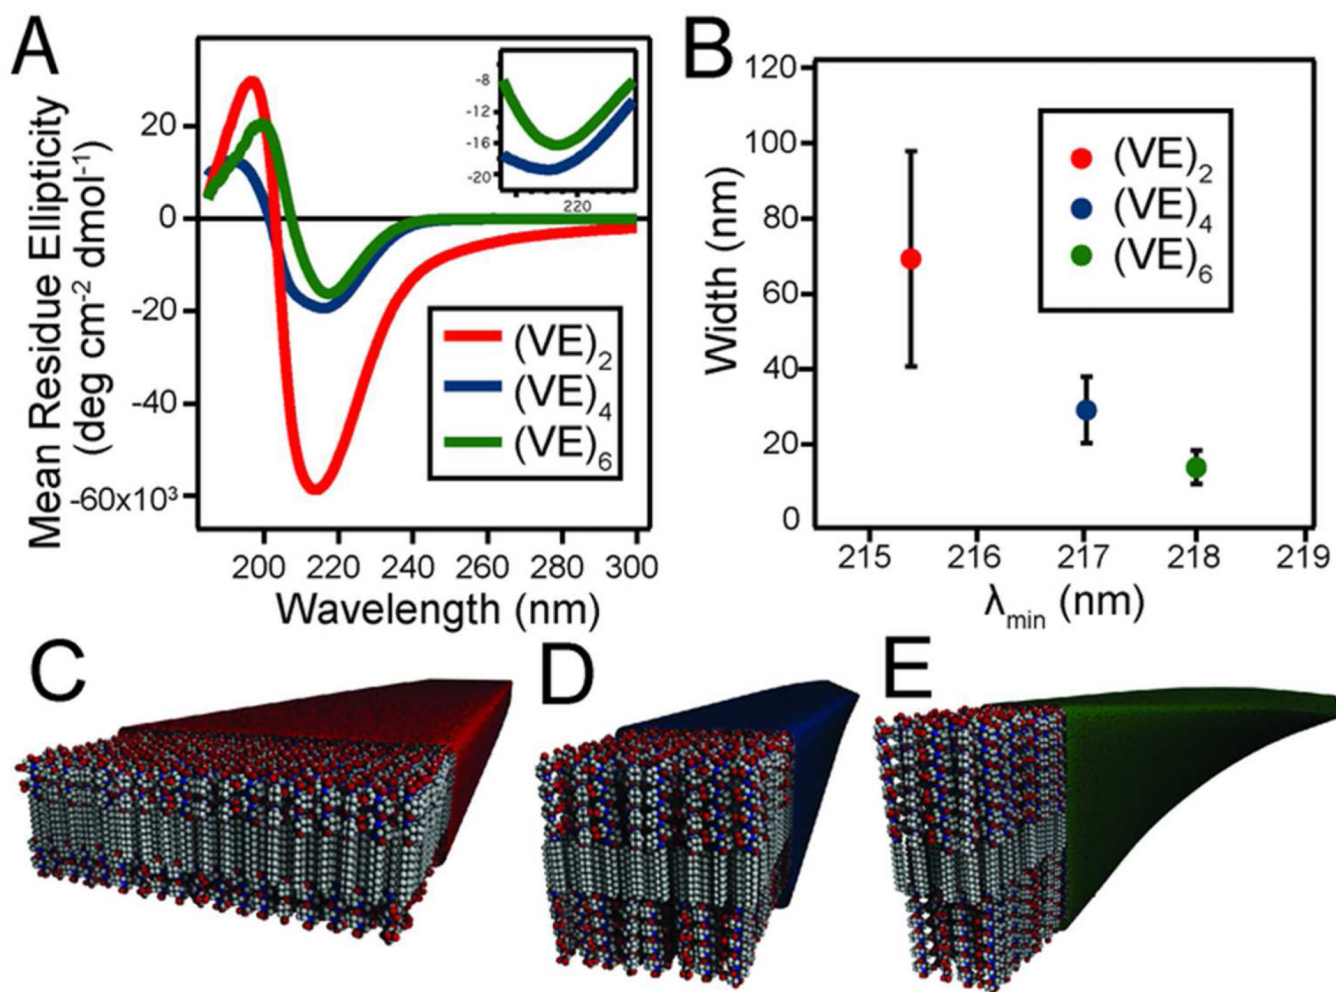 A
Mean Residue Ellipticity
(deg cm⁻² dmol⁻¹)
20
0
-20
-40
-60x10³
200 220 240 260 280 300
Wavelength (nm)
-8
-12
-16
-20
220
(VE)₂
(VE)₄
(VE)₆
B
Width (nm)
120
100
80
60
40
20
0
215 216 217 218 219
λmin (nm)
(VE)₂
(VE)₄
(VE)₆
C
D
E